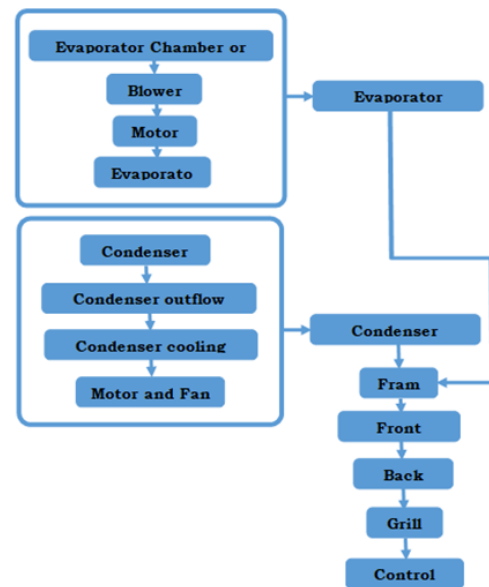 Evaporator Chamber or
Blower
Motor
Evaporato
Evaporator
Condenser
Condenser outflow
Condenser cooling
Motor and Fan
Condenser
Fram
Front
Back
Grill
Control